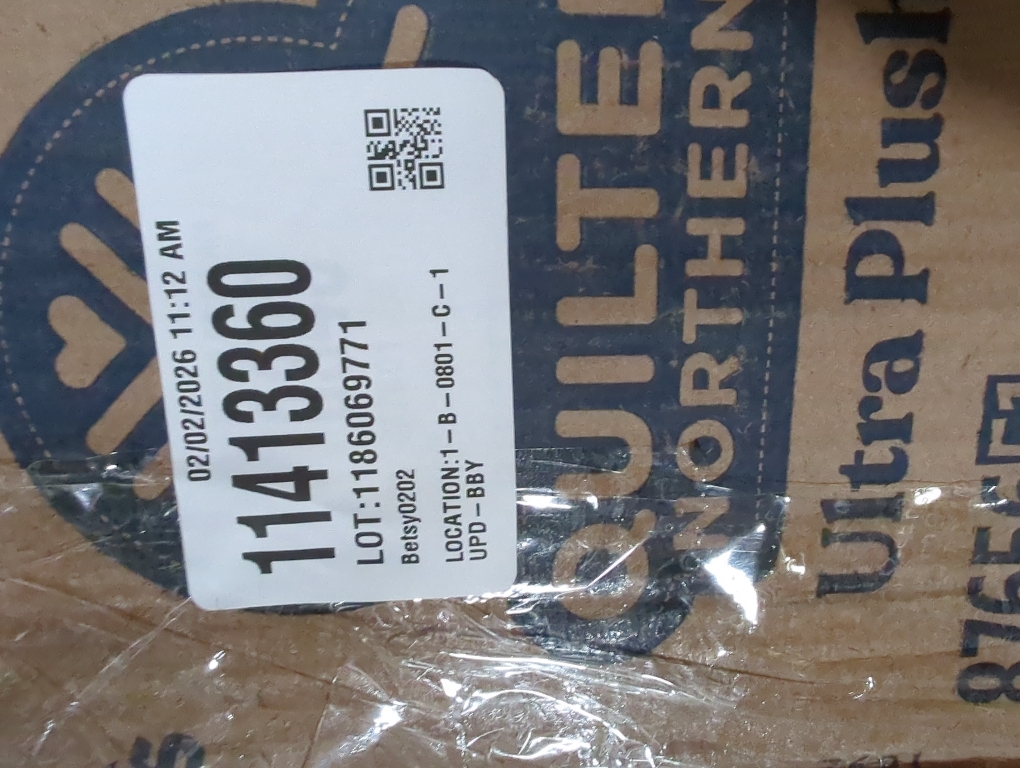 02/02/2026 11:12 AM
11413360
LOT:1186069771
Betsy0202
LOCATION:1-B-0801-C-1
UPD-BBY
QUILTE
NORTHERN
Ultra Plush